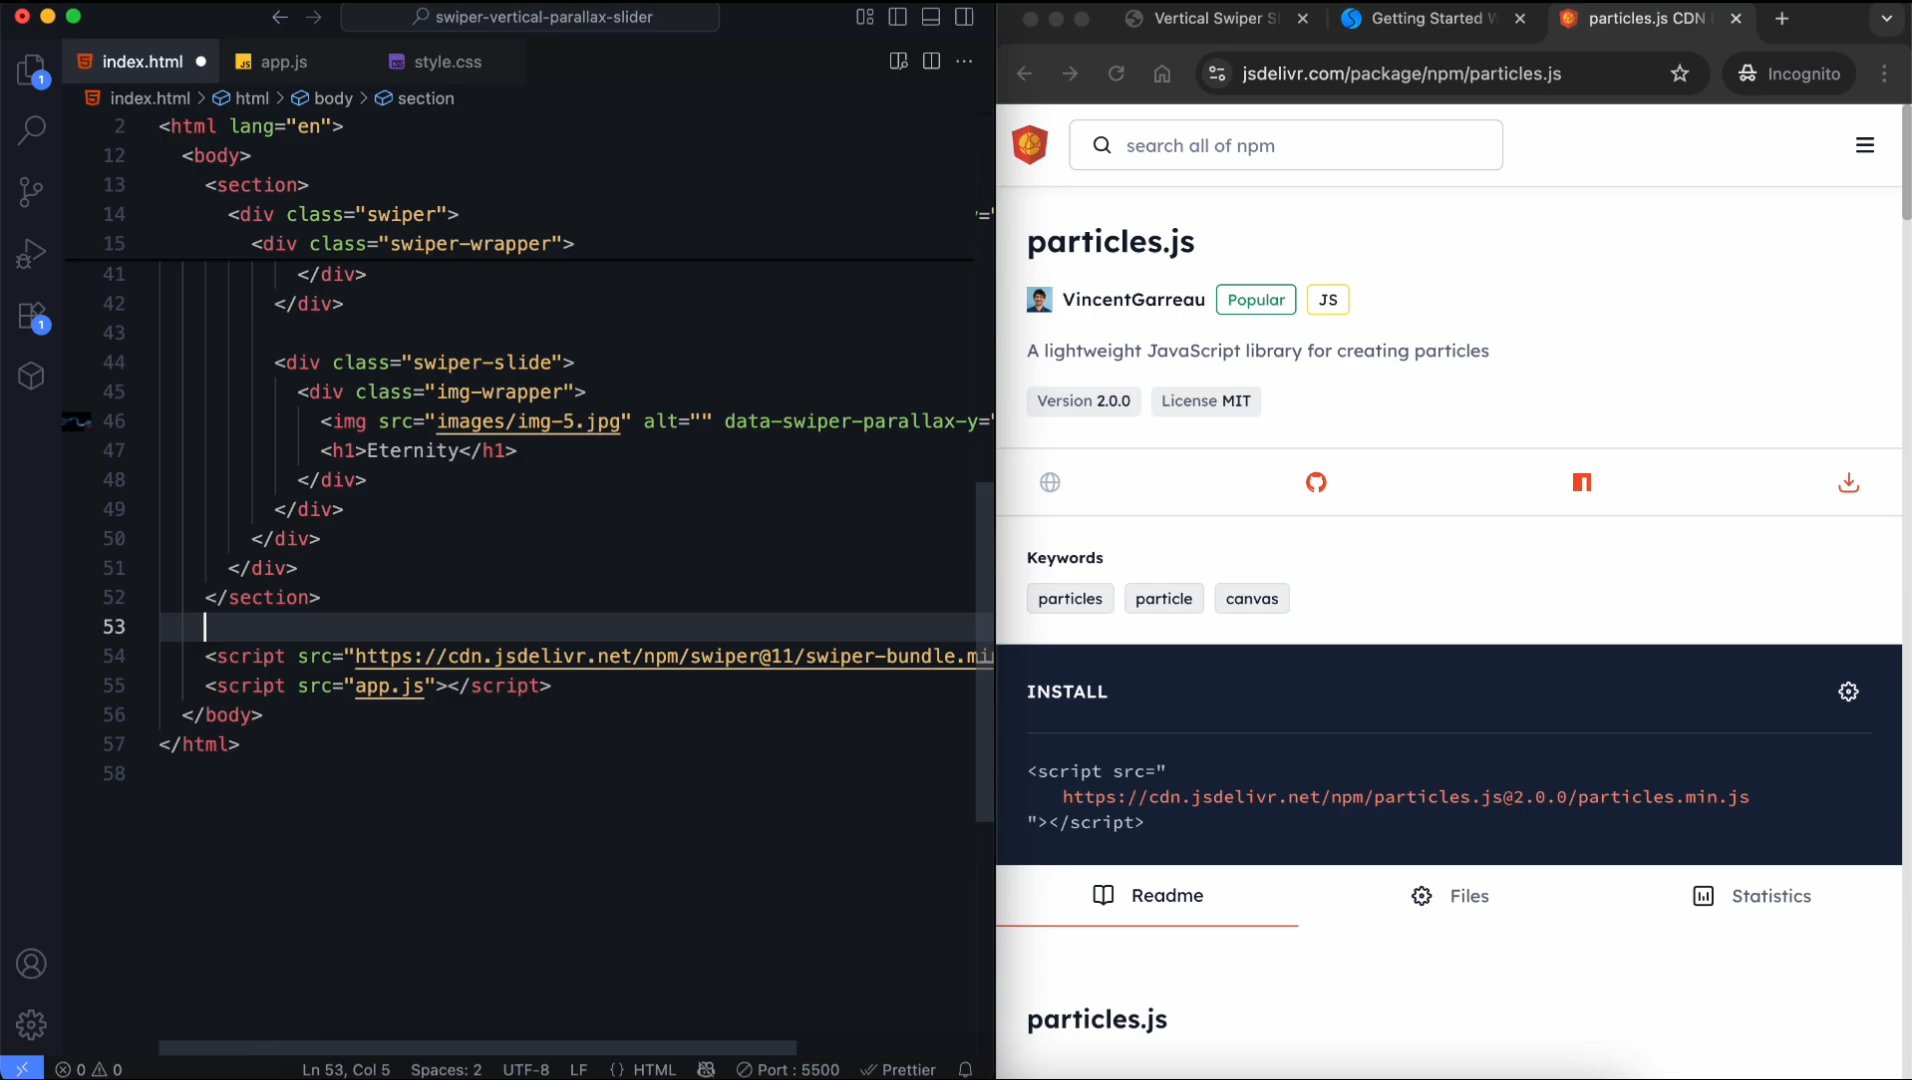 swiper-vertical-parallax-slider
index.html
app.js
style.css
index.html > html > body > section
2 <html lang="en">
12 <body>
13 <section>
14 <div class="swiper">
15 <div class="swiper-wrapper">
41 </div>
42 </div>
43
44 <div class="swiper-slide">
45 <div class="img-wrapper">
46 <img src="images/img-5.jpg" alt="" data-swiper-parallax-y="
47 <h1>Eternity</h1>
48 </div>
49 </div>
50 </div>
51 </div>
52 </section>
53
54 <script src="https://cdn.jsdelivr.net/npm/swiper@11/swiper-bundle.mi
55 <script src="app.js"></script>
56 </body>
57 </html>
58
1
1
0 0
Ln 53, Col 5
Spaces: 2
UTF-8
LF
{} HTML
Port : 5500
Prettier
Vertical Swiper S
Getting Started
particles.js CDN
jsdelivr.com/package/npm/particles.js
Incognito
search all of npm
particles.js
VincentGarreau
Popular
JS
A lightweight JavaScript library for creating particles
Version 2.0.0
License MIT
Keywords
particles
particle
canvas
INSTALL
<script src="
https://cdn.jsdelivr.net/npm/particles.js@2.0.0/particles.min.js
"></script>
Readme
Files
Statistics
particles.js